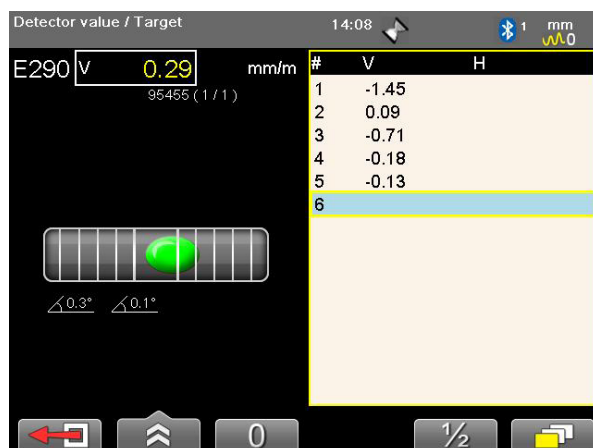 Detector value / Target 14:08 1 mm
0
E290 V 0.29 mm/m
95455 ( 1 / 1 )
# V H
1 -1.45
2 0.09
3 -0.71
4 -0.18
5 -0.13
6
0.3° 0.1°
0 ½